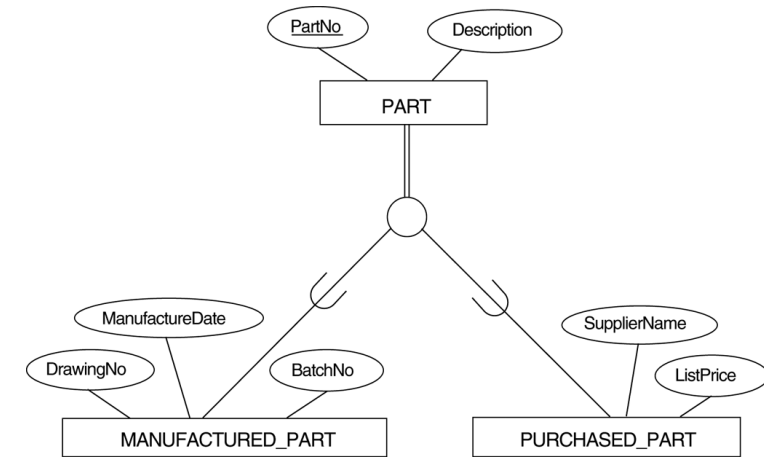 PartNo
Description
PART
ManufactureDate
SupplierName
DrawingNo
BatchNo
ListPrice
MANUFACTURED_PART
PURCHASED_PART